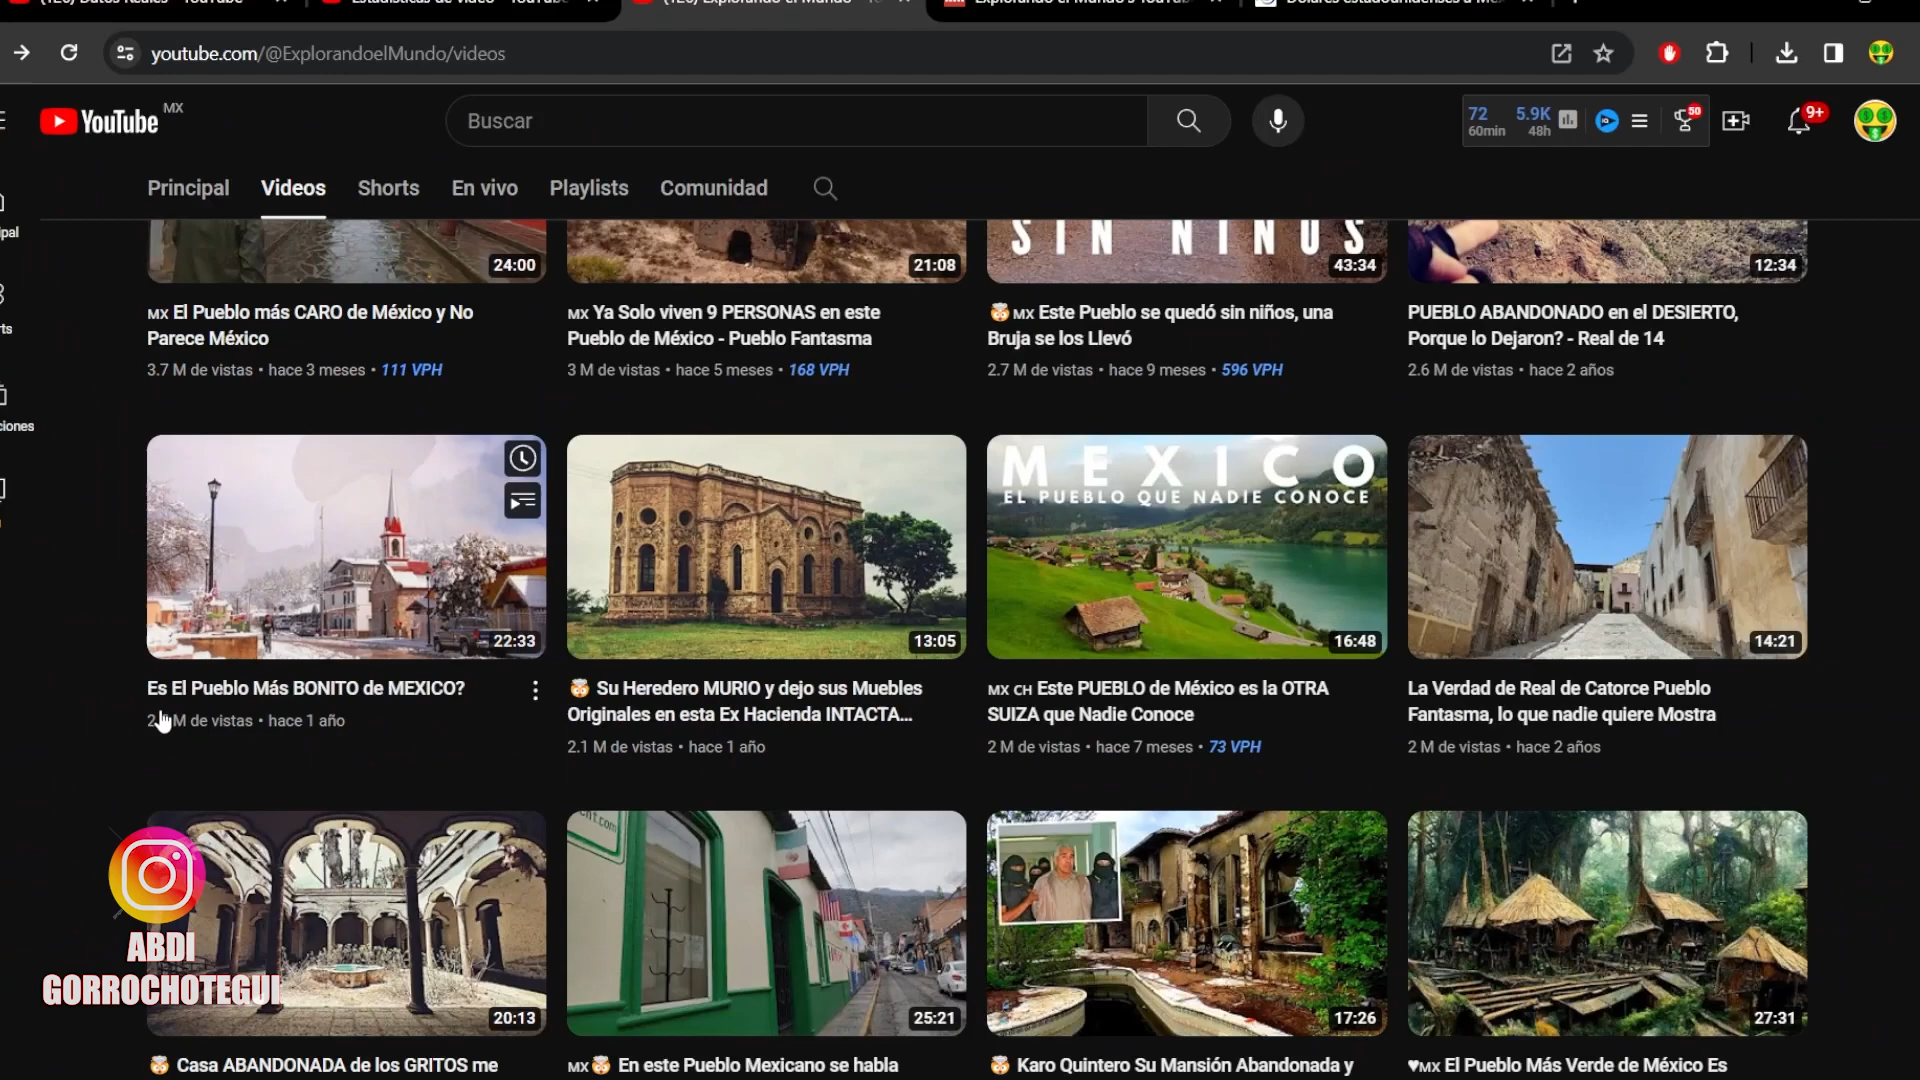 youtube.com/@ExplorandoelMundo/videos
YouTube MX
Buscar
72 5.9K
60min 48h
50
9+
Principal Videos Shorts En vivo Playlists Comunidad
SIN NIÑOS
24:00
21:08
43:34
12:34
MX El Pueblo más CARO de México y No
Parece México
3.7 M de vistas • hace 3 meses • 111 VPH
MX Ya Solo viven 9 PERSONAS en este
Pueblo de México - Pueblo Fantasma
3 M de vistas • hace 5 meses • 168 VPH
🤯MX Este Pueblo se quedó sin niños, una
Bruja se los Llevó
2.7 M de vistas • hace 9 meses • 596 VPH
PUEBLO ABANDONADO en el DESIERTO,
Porque lo Dejaron? - Real de 14
2.6 M de vistas • hace 2 años
MEXICO
EL PUEBLO QUE NADIE CONOCE
22:33
13:05
16:48
14:21
Es El Pueblo Más BONITO de MEXICO?
M de vistas • hace 1 año
🤯 Su Heredero MURIO y dejo sus Muebles
Originales en esta Ex Hacienda INTACTA...
2.1 M de vistas • hace 1 año
MX CH Este PUEBLO de México es la OTRA
SUIZA que Nadie Conoce
2 M de vistas • hace 7 meses • 73 VPH
La Verdad de Real de Catorce Pueblo
Fantasma, lo que nadie quiere Mostra
2 M de vistas • hace 2 años
ABDI
GORROCHOTEGUI
20:13
25:21
17:26
27:31
🤯 Casa ABANDONADA de los GRITOS me
MX🤯 En este Pueblo Mexicano se habla
🤯 Karo Quintero Su Mansión Abandonada y
♥MX El Pueblo Más Verde de México Es